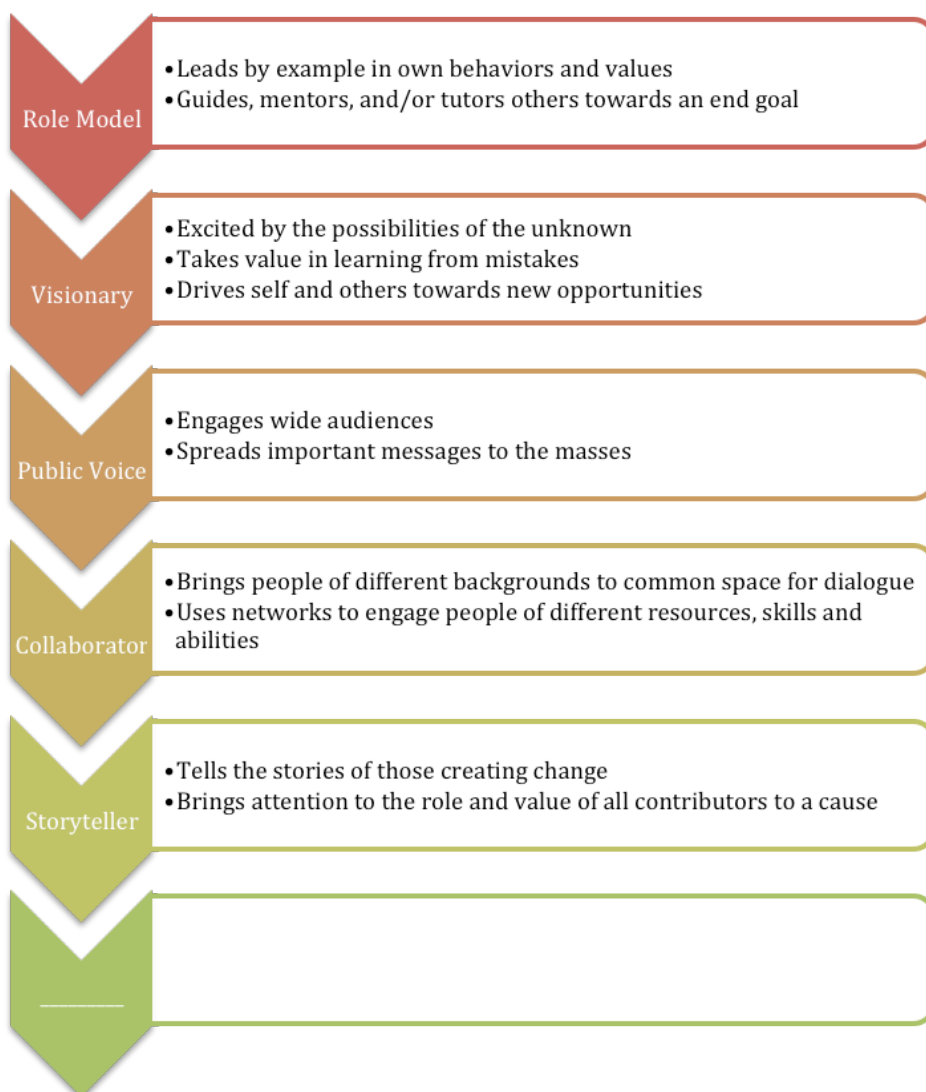 Role Model
•Leads by example in own behaviors and values
•Guides, mentors, and/or tutors others towards an end goal
Visionary
•Excited by the possibilities of the unknown
•Takes value in learning from mistakes
•Drives self and others towards new opportunities
Public Voice
•Engages wide audiences
•Spreads important messages to the masses
Collaborator
•Brings people of different backgrounds to common space for dialogue
•Uses networks to engage people of different resources, skills and
abilities
Storyteller
•Tells the stories of those creating change
•Brings attention to the role and value of all contributors to a cause
_________